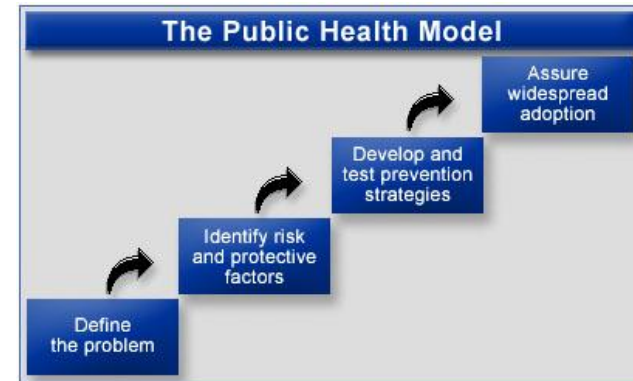 The Public Health Model
Assure
widespread
adoption
Develop and
test prevention
strategies
Identify risk
and protective
factors
Define
the problem